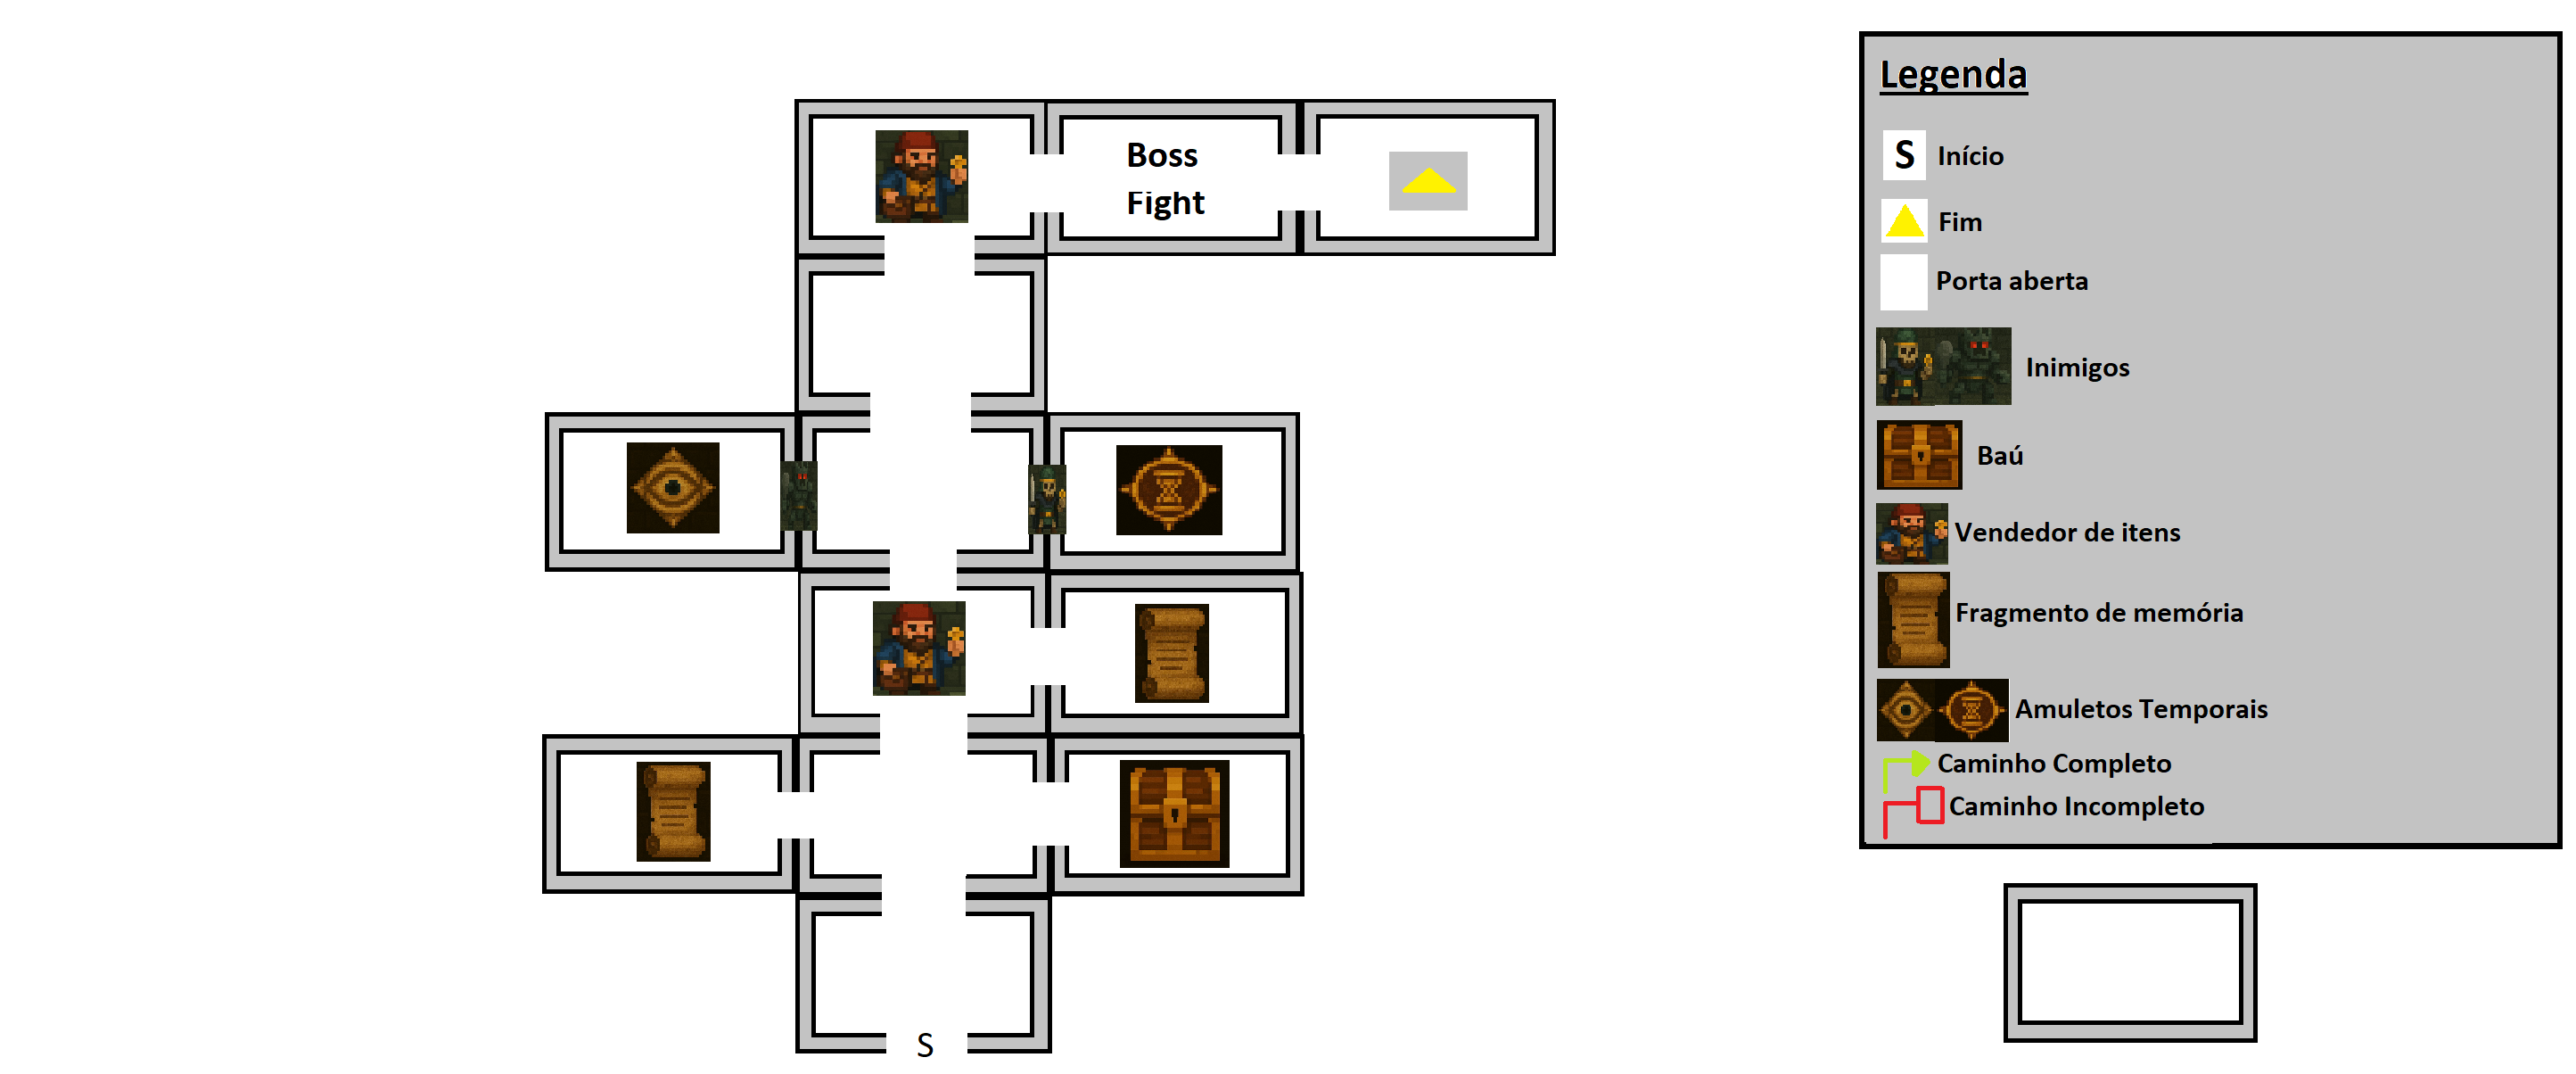 Boss
Fight
S
Legenda
S Início
Fim
Porta aberta
Inimigos
Baú
Vendedor de itens
Fragmento de memória
Amuletos Temporais
Caminho Completo
Caminho Incompleto